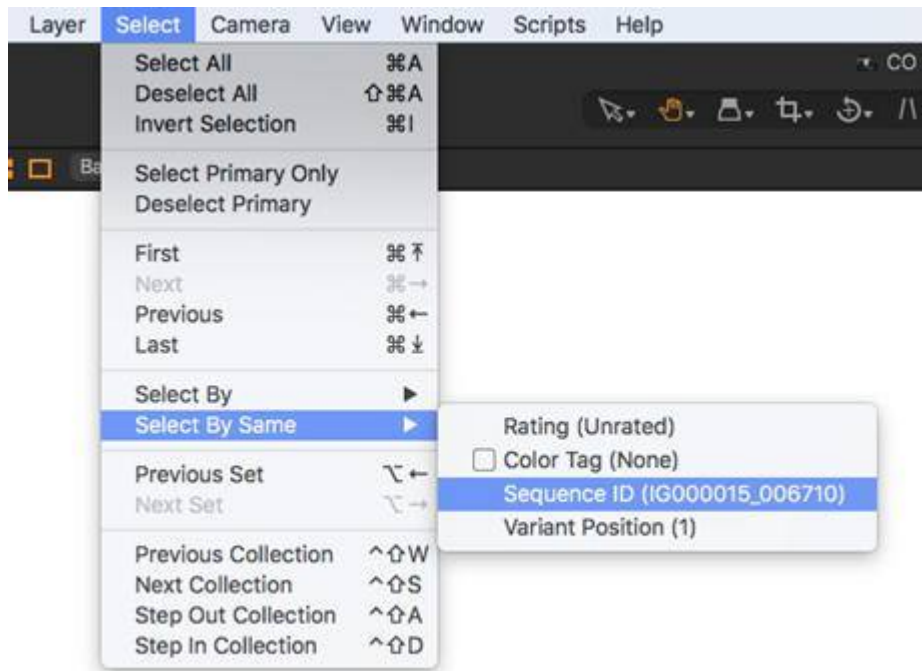 Layer Select Camera View Window Scripts Help
CO
Ba
Select All ⌘A
Deselect All ⇧⌘A
Invert Selection ⌘I
Select Primary Only
Deselect Primary
First ⌘⤒
Next ⌘→
Previous ⌘←
Last ⌘⤓
Select By ▶
Select By Same ▶
Rating (Unrated)
Color Tag (None)
Sequence ID (IG000015_006710)
Variant Position (1)
Previous Set ⌥←
Next Set ⌥→
Previous Collection ^⇧W
Next Collection ^⇧S
Step Out Collection ^⇧A
Step In Collection ^⇧D